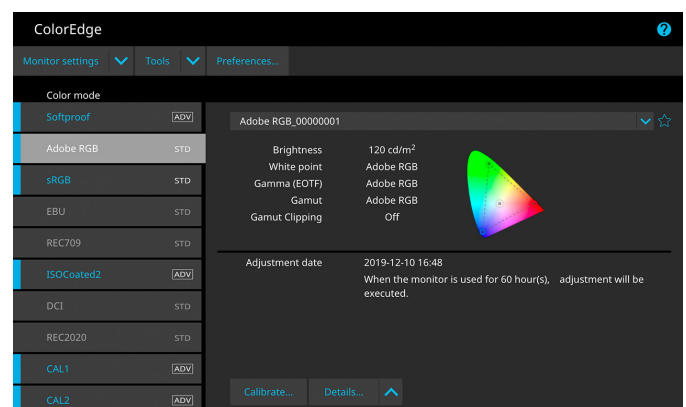 ColorEdge
?
Monitor settings Tools Preferences...
Color mode
Softproof ADV
Adobe RGB STD
sRGB STD
EBU STD
REC709 STD
ISOCoated2 ADV
DCI STD
REC2020 STD
CAL1 ADV
CAL2 ADV
Adobe RGB_00000001
Brightness 120 cd/m²
White point Adobe RGB
Gamma (EOTF) Adobe RGB
Gamut Adobe RGB
Gamut Clipping Off
Adjustment date 2019-12-10 16:48
When the monitor is used for 60 hour(s), adjustment will be
executed.
Calibrate... Details...